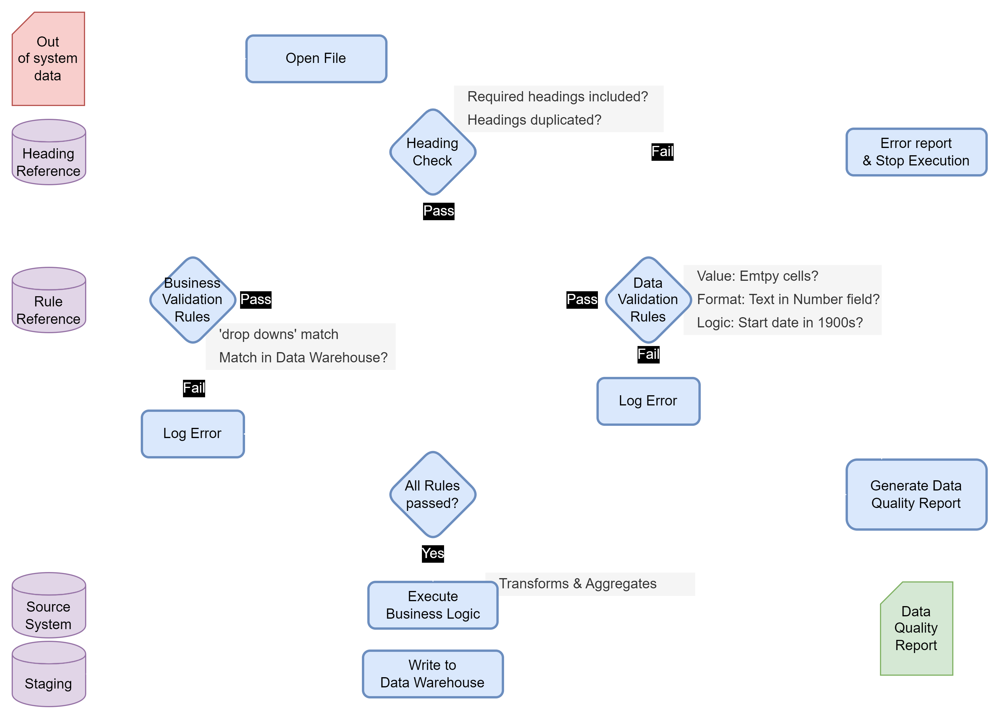 Out
of system
data
Open File
Required headings included?
Headings duplicated?
Heading
Check
Heading
Reference
Fail
Error report
& Stop Execution
Pass
Rule
Reference
Business
Validation
Rules
Pass
'drop downs' match
Match in Data Warehouse?
Pass
Data
Validation
Rules
Value: Emtpy cells?
Format: Text in Number field?
Logic: Start date in 1900s?
Fail
Fail
Log Error
Log Error
All Rules
passed?
Generate Data
Quality Report
Yes
Transforms & Aggregates
Execute
Business Logic
Source
System
Data
Quality
Report
Staging
Write to
Data Warehouse